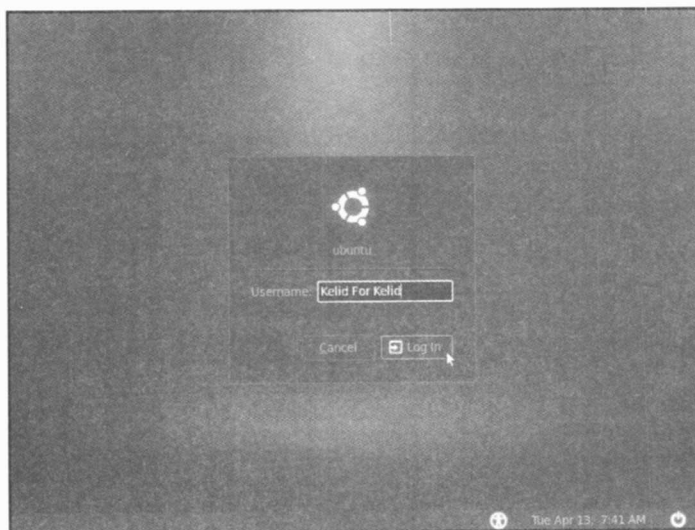 ubuntu
Username: Kelid For Kelid
Cancel Log In
Tue Apr 13, 7:41 AM